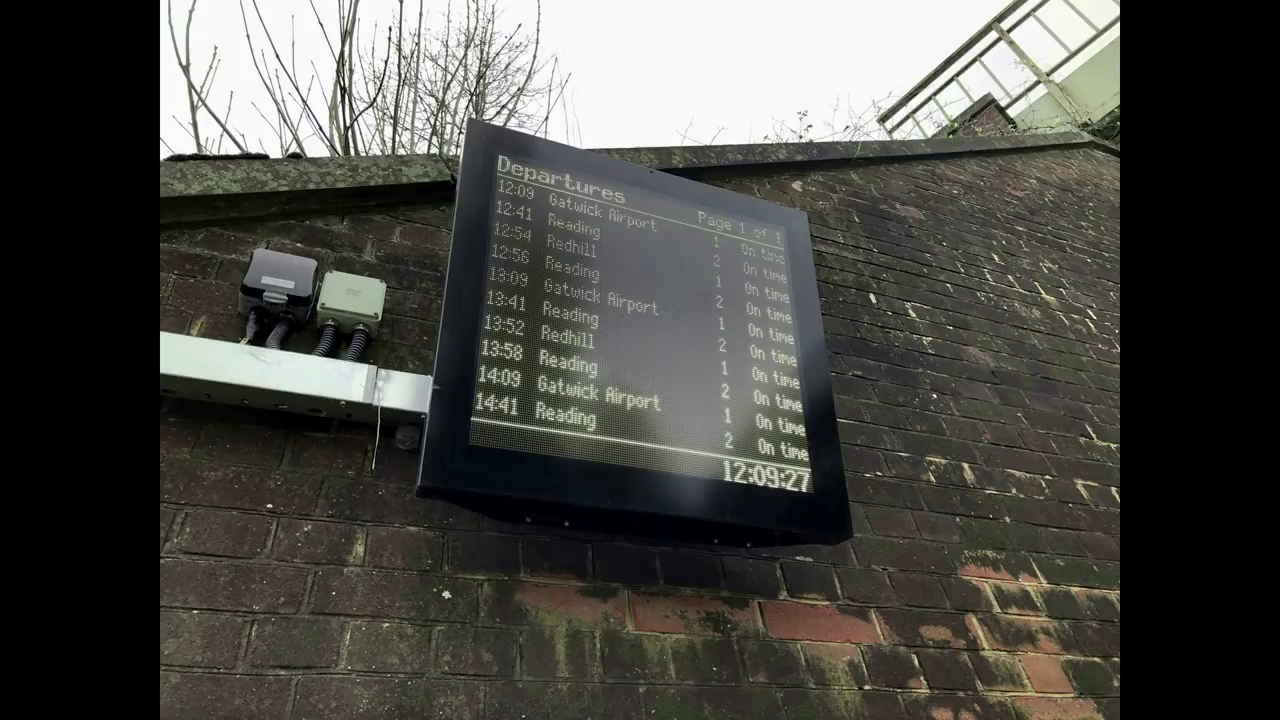 Departures
Page 1 of 1
12:09 Gatwick Airport 1 On time
12:41 Reading 2 On time
12:54 Redhill 1 On time
12:56 Reading 2 On time
13:09 Gatwick Airport 1 On time
13:41 Reading 2 On time
13:52 Redhill 1 On time
13:58 Reading 2 On time
14:09 Gatwick Airport 1 On time
14:41 Reading 2 On time
12:09:27